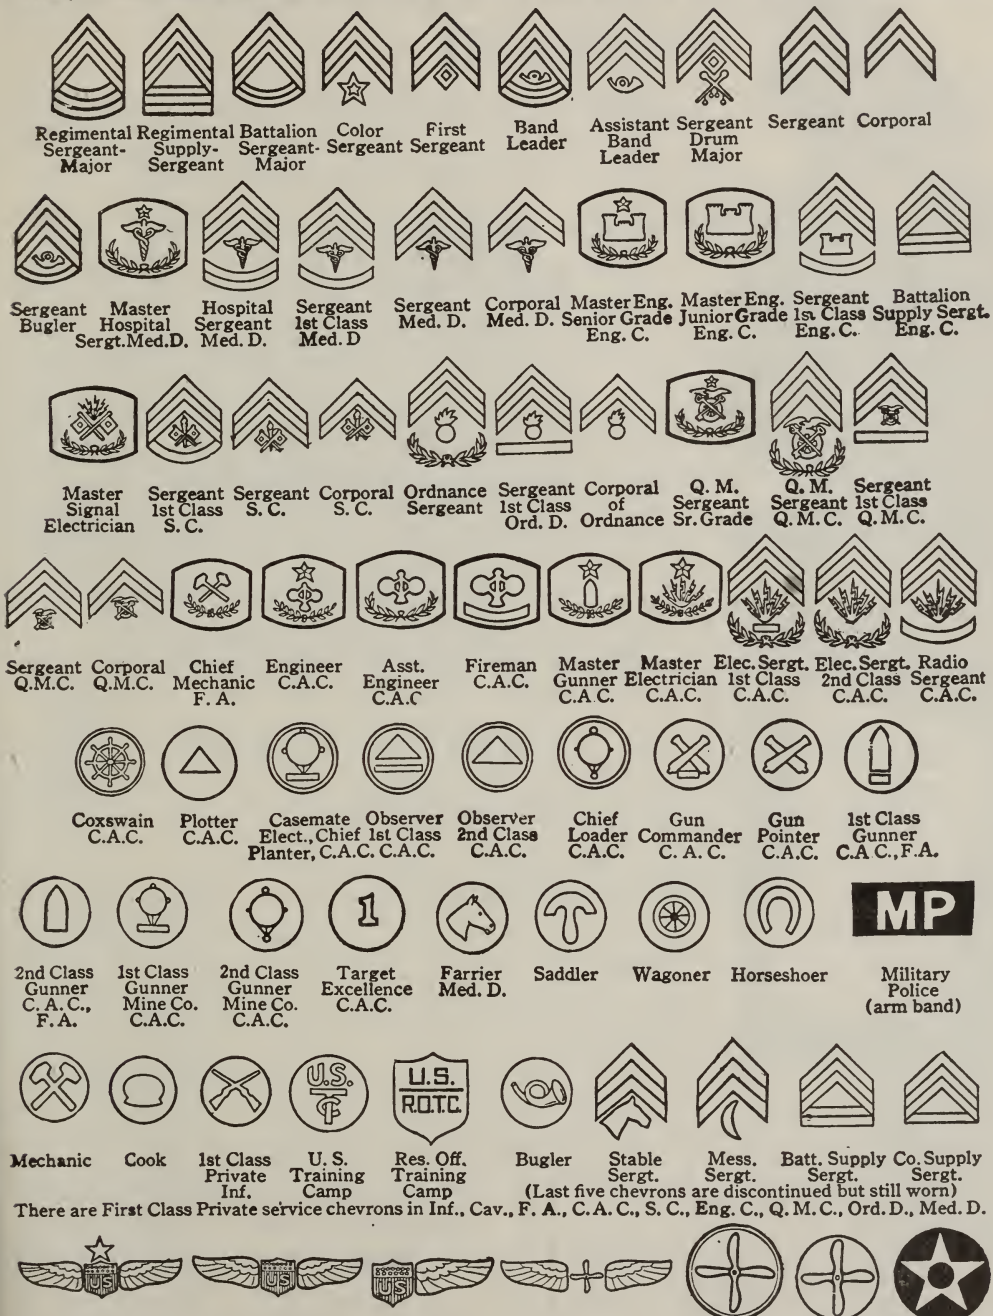 Regimental Sergeant-Major
Regimental Supply-Sergeant
Battalion Sergeant-Major
Color Sergeant
First Sergeant
Band Leader
Assistant Band Leader
Sergeant Drum Major
Sergeant
Corporal
Sergeant Bugler
Master Hospital Sergt. Med. D.
Hospital Sergeant Med. D.
Sergeant 1st Class Med. D
Sergeant Med. D.
Corporal Med. D.
Master Eng. Senior Grade Eng. C.
Master Eng. Junior Grade Eng. C.
Sergeant 1st Class Eng. C.
Battalion Supply Sergt. Eng. C.
Master Signal Electrician
Sergeant 1st Class S. C.
Sergeant S. C.
Corporal S. C.
Ordnance Sergeant
Sergeant 1st Class Ord. D.
Corporal of Ordnance
Q. M. Sergeant Sr. Grade
Q. M. Sergeant Q. M. C.
Sergeant 1st Class Q. M. C.
Sergeant Q.M.C.
Corporal Q.M.C.
Chief Mechanic F. A.
Engineer C.A.C.
Asst. Engineer C.A.C
Fireman C.A.C.
Master Gunner C.A.C.
Master Electrician C.A.C.
Elec. Sergt. 1st Class C.A.C.
Elec. Sergt. 2nd Class C.A.C.
Radio Sergeant C.A.C.
Coxswain C.A.C.
Plotter C.A.C.
Casemate Elect., Chief Planter, C.A.C.
Observer 1st Class C.A.C.
Observer 2nd Class C.A.C.
Chief Loader C.A.C.
Gun Commander C. A. C.
Gun Pointer C.A.C.
1st Class Gunner C.A C., F.A.
1
MP
2nd Class Gunner C. A. C., F. A.
1st Class Gunner Mine Co. C.A.C.
2nd Class Gunner Mine Co. C.A.C.
Target Excellence C.A.C.
Farrier Med. D.
Saddler
Wagoner
Horseshoer
Military Police (arm band)
U.S. T C F
U.S. R.O.T.C.
Mechanic
Cook
1st Class Private Inf.
U. S. Training Camp
Res. Off. Training Camp
Bugler
Stable Sergt.
Mess. Sergt.
Batt. Supply Sergt.
Co. Supply Sergt.
(Last five chevrons are discontinued but still worn)
There are First Class Private service chevrons in Inf., Cav., F. A., C. A. C., S. C., Eng. C., Q. M. C., Ord. D., Med. D.
US
US
US